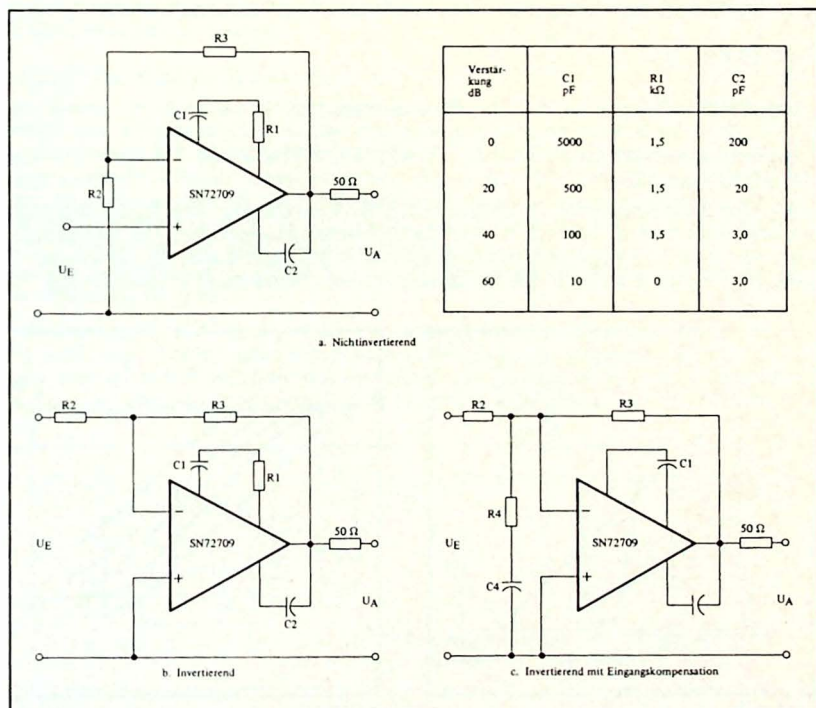 R3
C1
R1
R2
SN72709
50 Ω
C2
U_E
U_A
a. Nichtinvertierend
Verstär-
kung
dB
C1
pF
R1
kΩ
C2
pF
0 5000 1,5 200
20 500 1,5 20
40 100 1,5 3,0
60 10 0 3,0
R2
R3
C1
R1
SN72709
50 Ω
C2
U_E
U_A
b. Invertierend
R2
R3
C1
R4
SN72709
50 Ω
C4
U_E
U_A
c. Invertierend mit Eingangskompensation